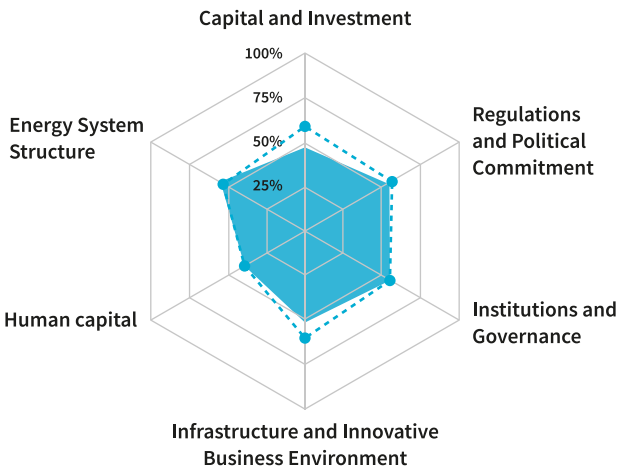 Capital and Investment
100%
75%
50%
25%
Energy System
Structure
Regulations
and Political
Commitment
Human capital
Institutions and
Governance
Infrastructure and Innovative
Business Environment